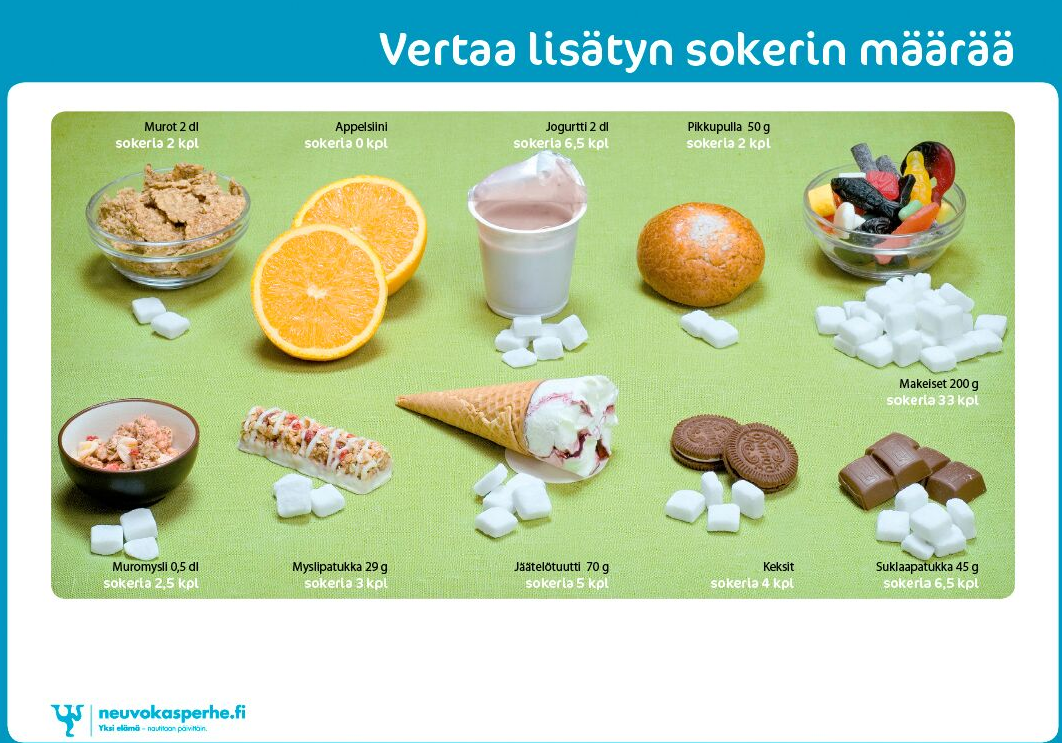 Vertaa lisätyn sokerin määrää
Murot 2 dl
sokeria 2 kpl
Appelsiini
sokeria 0 kpl
Jogurtti 2 dl
sokeria 6,5 kpl
Pikkupulla 50 g
sokeria 2 kpl
Makeiset 200 g
sokeria 33 kpl
Muromysli 0,5 dl
sokeria 2,5 kpl
Myslipatukka 29 g
sokeria 3 kpl
Jäätelötuutti 70 g
sokeria 5 kpl
Keksit
sokeria 4 kpl
Suklaapatukka 45 g
sokeria 6,5 kpl
neuvokasperhe.fi
Yksi elämä – nautitaan päivittäin.